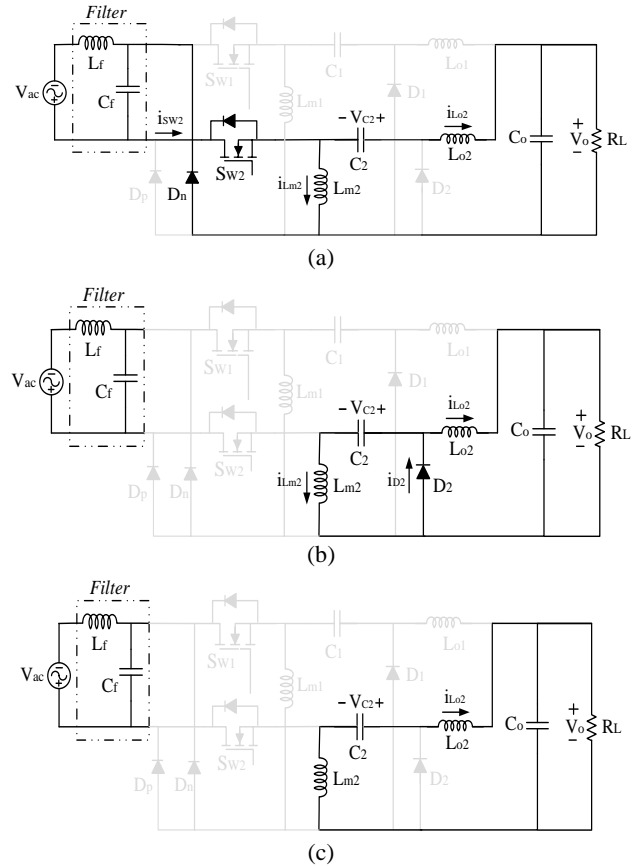 Filter
Lf
Vac
Cf
SW1
C1
Lo1
Lm1
D1
iSW2
- VC2 +
iLo2
C2
Lo2
SW2
Co
+
Vo
-
RL
iLm2
Lm2
Dp
Dn
D2
(a)
Filter
Lf
Vac
Cf
SW1
C1
Lo1
Lm1
D1
- VC2 +
iLo2
C2
Lo2
SW2
Co
+
Vo
-
RL
iLm2
Lm2
iD2
D2
Dp
Dn
(b)
Filter
Lf
Vac
Cf
SW1
C1
Lo1
Lm1
D1
- VC2 +
iLo2
C2
Lo2
SW2
Co
+
Vo
-
RL
Lm2
Dp
Dn
D2
(c)